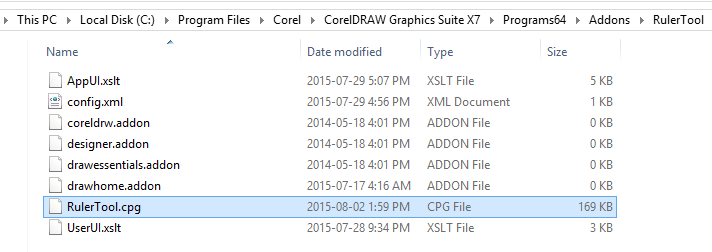 This PC Local Disk (C:) Program Files Corel CorelDRAW Graphics Suite X7 Programs64 Addons RulerTool
Name Date modified Type Size
AppUI.xslt 2015-07-29 5:07 PM XSLT File 5 KB
config.xml 2015-07-29 4:56 PM XML Document 1 KB
coreldrw.addon 2014-05-18 4:01 PM ADDON File 0 KB
designer.addon 2014-05-18 4:01 PM ADDON File 0 KB
drawessentials.addon 2014-05-18 4:01 PM ADDON File 0 KB
drawhome.addon 2015-07-17 4:16 AM ADDON File 0 KB
RulerTool.cpg 2015-08-02 1:59 PM CPG File 169 KB
UserUI.xslt 2015-07-28 9:34 PM XSLT File 3 KB